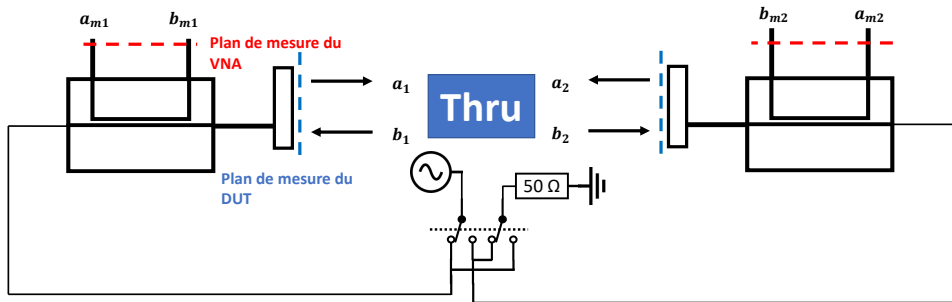 a_{m1} b_{m1} b_{m2} a_{m2}
Plan de mesure du
VNA
a_1 Thru a_2
b_1 b_2
Plan de mesure du
DUT
50 Ω